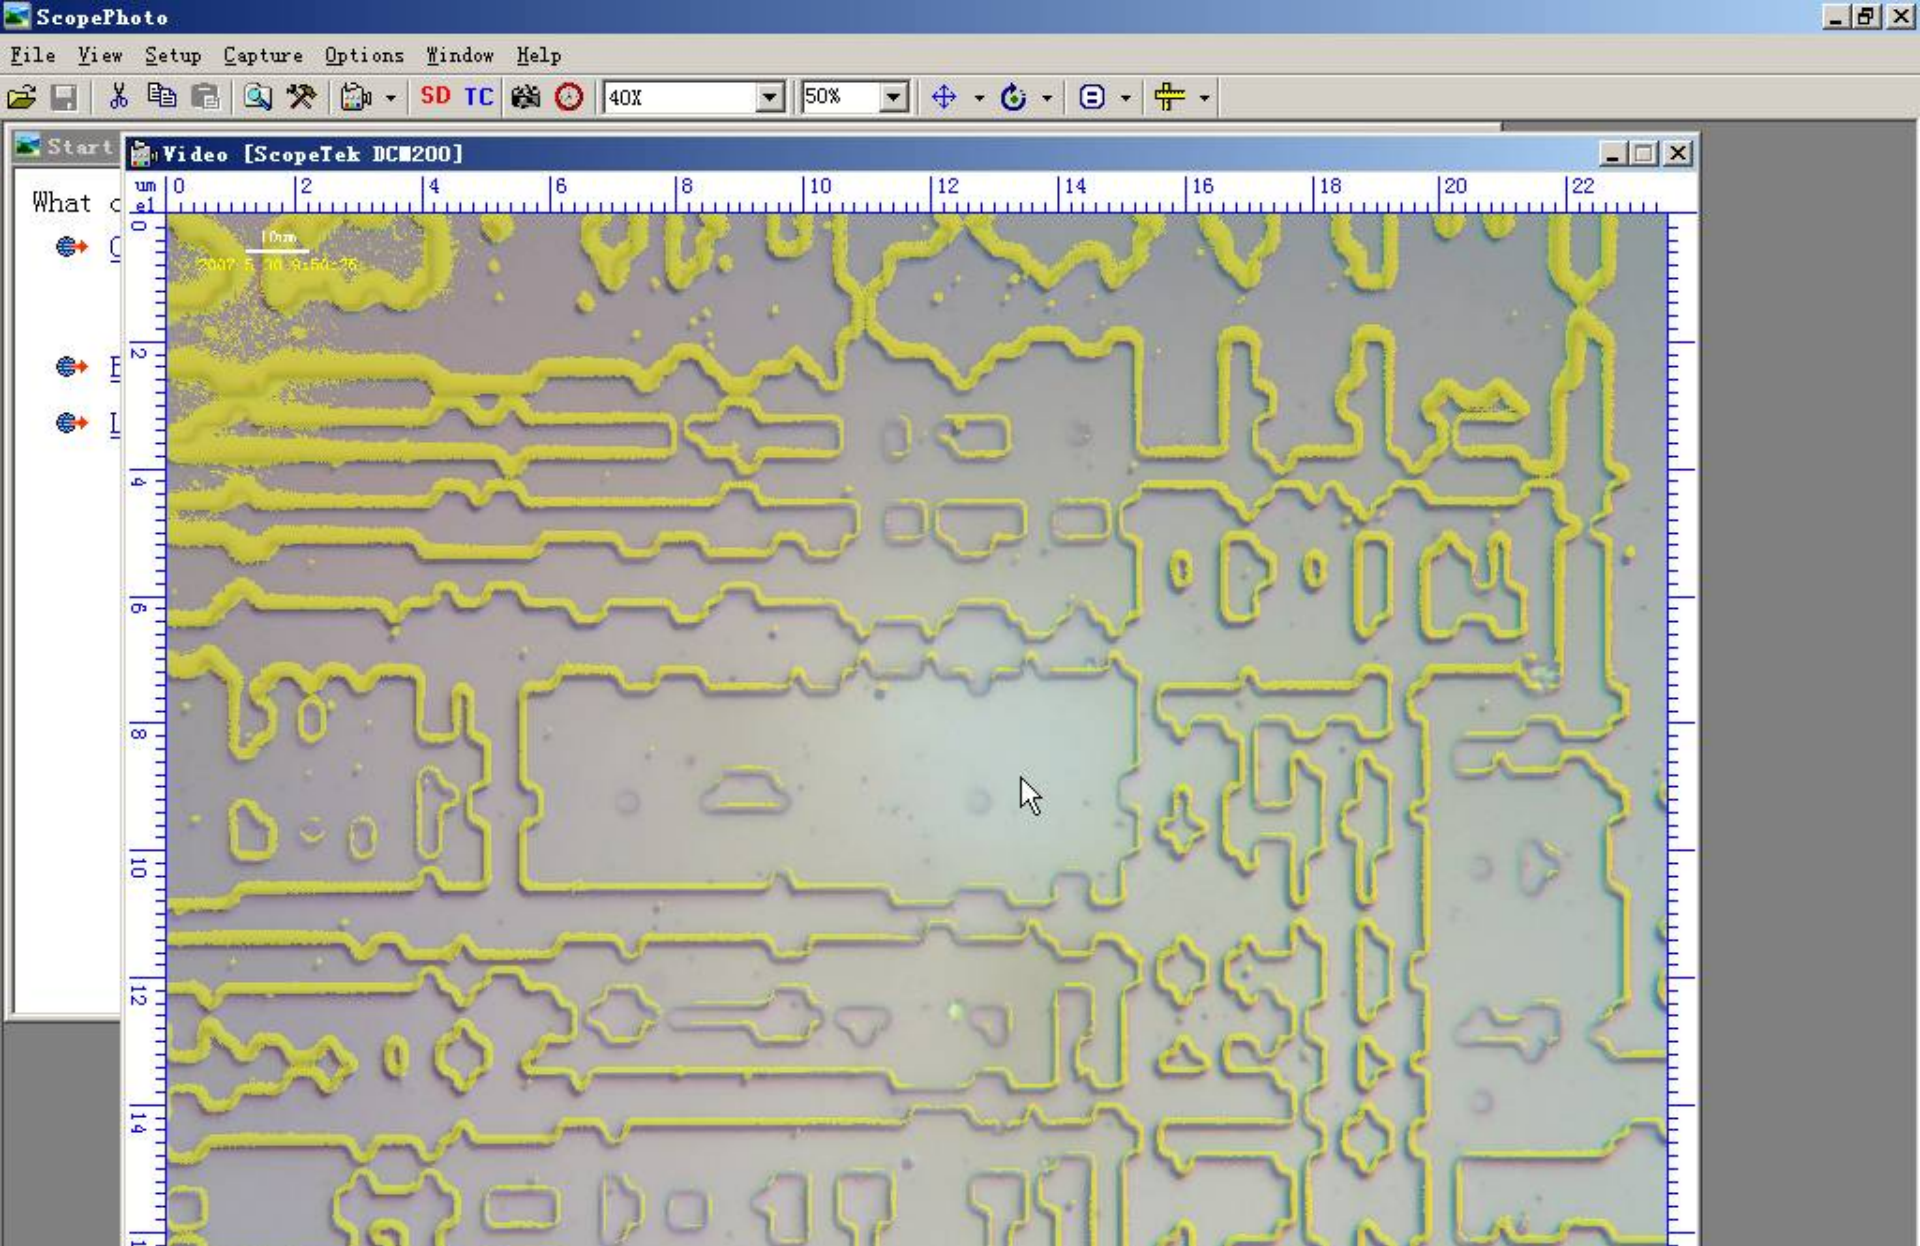 ScopePhoto
File View Setup Capture Options Window Help
SD TC 40X 50%
Start
Video [ScopeTek DCM200]
What
um 0 2 4 6 8 10 12 14 16 18 20 22
e1
0
10um
2
4
6
8
10
12
14